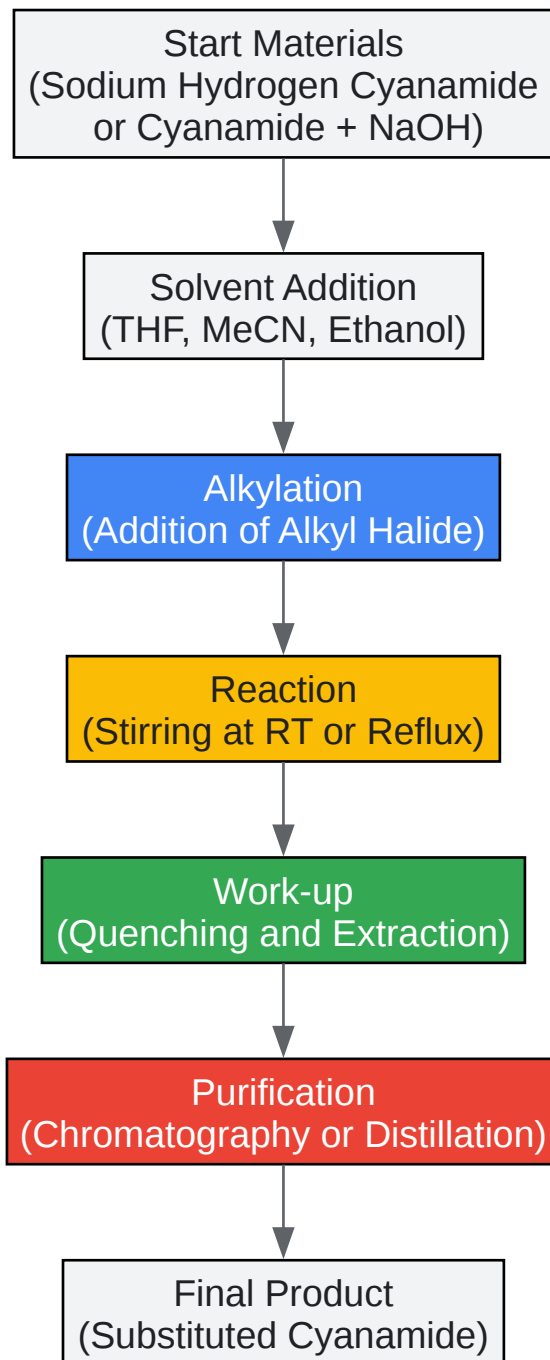 Start Materials
(Sodium Hydrogen Cyanamide
or Cyanamide + NaOH)
Solvent Addition
(THF, MeCN, Ethanol)
Alkylation
(Addition of Alkyl Halide)
Reaction
(Stirring at RT or Reflux)
Work-up
(Quenching and Extraction)
Purification
(Chromatography or Distillation)
Final Product
(Substituted Cyanamide)